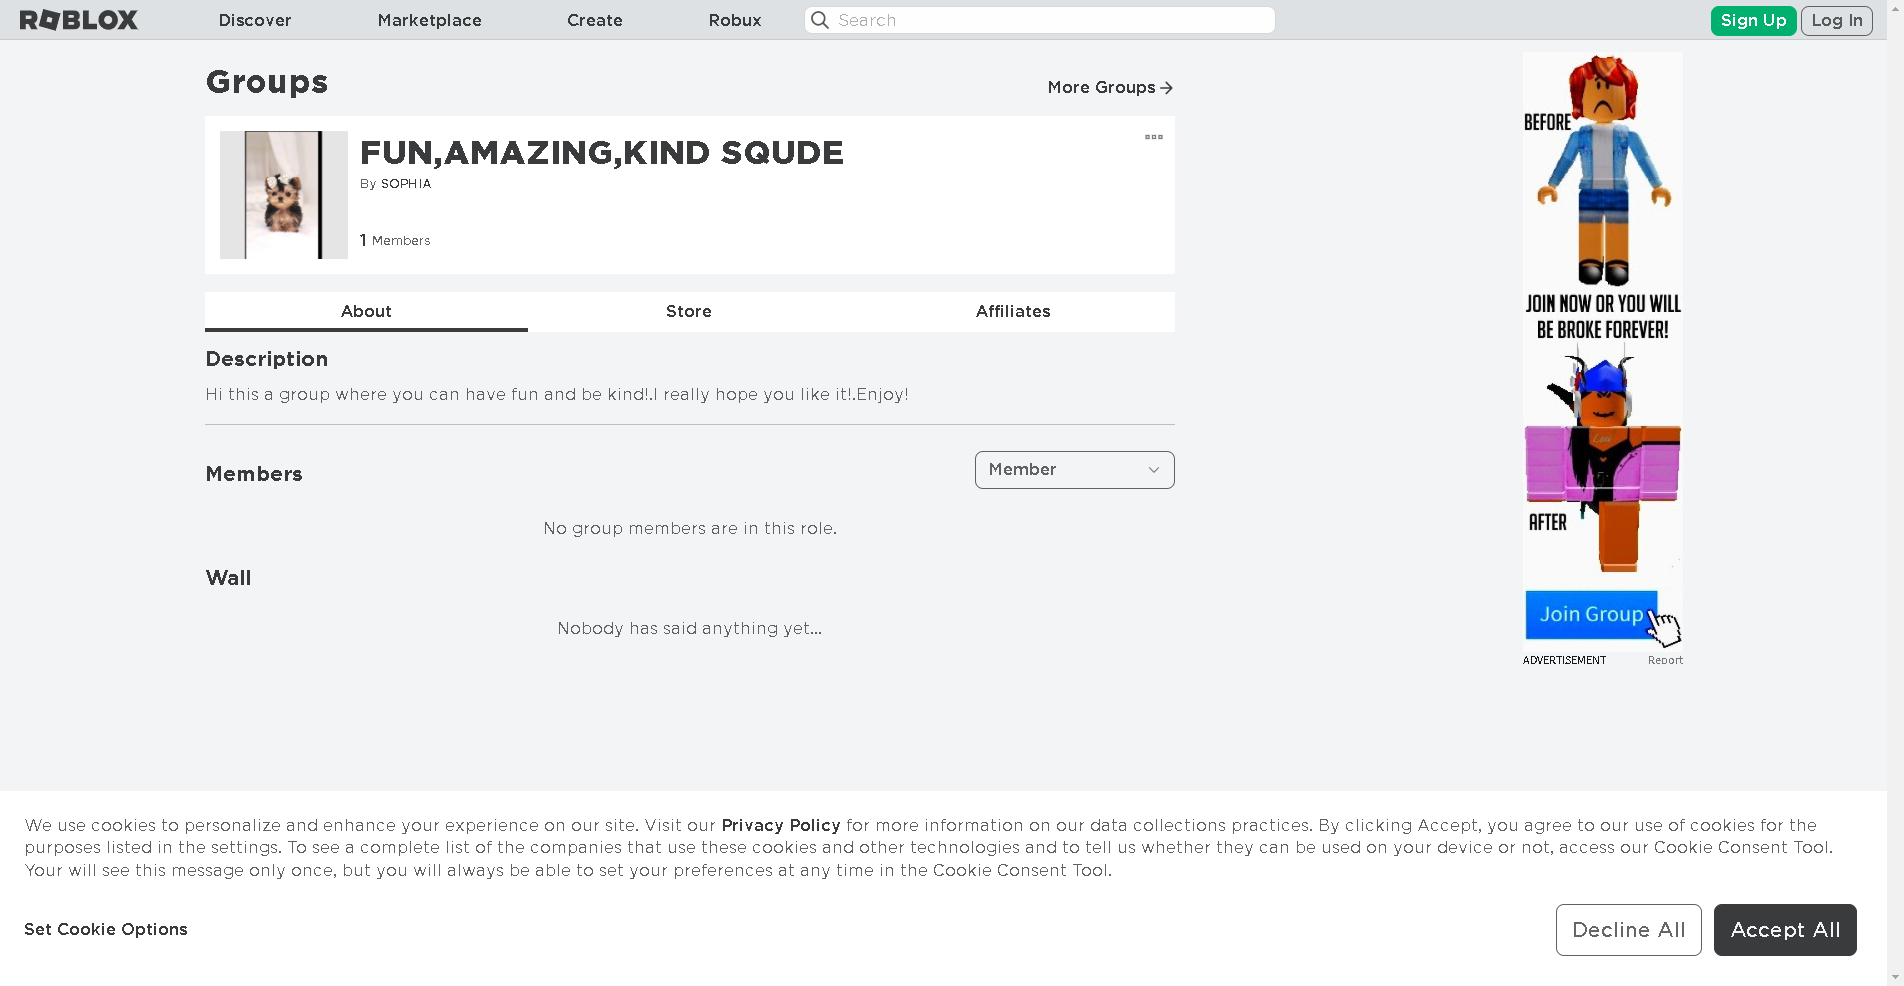 ROBLOX
Discover
Marketplace
Create
Robux
Search
Sign Up
Log In
Groups
More Groups
FUN,AMAZING,KIND SQUDE
By SOPHIA
1 Members
About
Store
Affiliates
Description
Hi this a group where you can have fun and be kind!.I really hope you like it!.Enjoy!
Members
Member
No group members are in this role.
Wall
Nobody has said anything yet...
BEFORE
JOIN NOW OR YOU WILL
BE BROKE FOREVER!
AFTER
Join Group
ADVERTISEMENT
Report
We use cookies to personalize and enhance your experience on our site. Visit our Privacy Policy for more information on our data collections practices. By clicking Accept, you agree to our use of cookies for the
purposes listed in the settings. To see a complete list of the companies that use these cookies and other technologies and to tell us whether they can be used on your device or not, access our Cookie Consent Tool.
Your will see this message only once, but you will always be able to set your preferences at any time in the Cookie Consent Tool.
Set Cookie Options
Decline All
Accept All